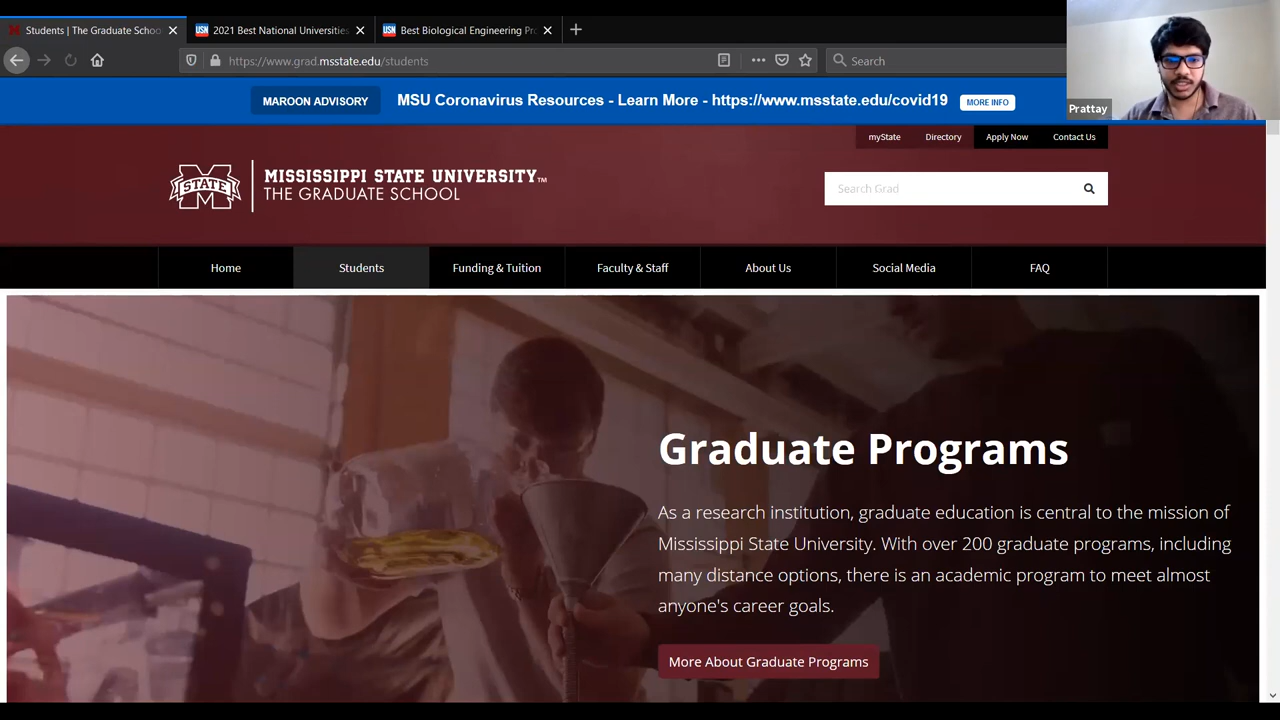 Students | The Graduate Schoo
2021 Best National Universities
Best Biological Engineering Pr
https://www.grad.msstate.edu/students
Search
Prattay
MAROON ADVISORY
MSU Coronavirus Resources - Learn More - https://www.msstate.edu/covid19
MORE INFO
myState
Directory
Apply Now
Contact Us
STATE
MISSISSIPPI STATE UNIVERSITY™
THE GRADUATE SCHOOL
Search Grad
Home
Students
Funding & Tuition
Faculty & Staff
About Us
Social Media
FAQ
Graduate Programs
As a research institution, graduate education is central to the mission of
Mississippi State University. With over 200 graduate programs, including
many distance options, there is an academic program to meet almost
anyone's career goals.
More About Graduate Programs